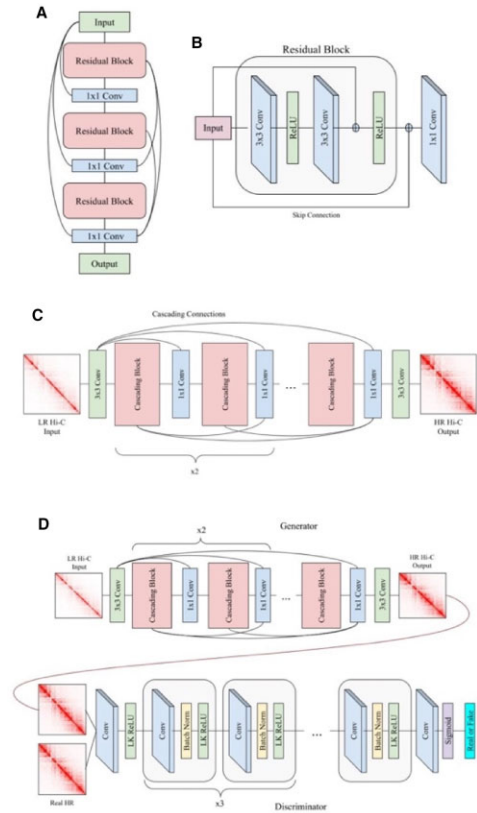 A
Input
Residual Block
1x1 Conv
Residual Block
1x1 Conv
Residual Block
1x1 Conv
Output
B
Residual Block
Input
3x3 Conv
ReLU
3x3 Conv
ReLU
1x1 Conv
Skip Connection
C
Cascading Connections
3x3 Conv
Cascading Block
1x1 Conv
Cascading Block
1x1 Conv
...
Cascading Block
1x1 Conv
3x3 Conv
LR Hi-C
Input
HR Hi-C
Output
x2
D
x2
Generator
LR Hi-C
Input
HR Hi-C
Output
3x3 Conv
Cascading Block
1x1 Conv
Cascading Block
1x1 Conv
...
Cascading Block
1x1 Conv
3x3 Conv
Conv
LK ReLU
Conv
Batch Norm
LK ReLU
Conv
Batch Norm
LK ReLU
...
Conv
Batch Norm
LK ReLU
Conv
Sigmoid
Real or Fake
Real HR
x3
Discriminator